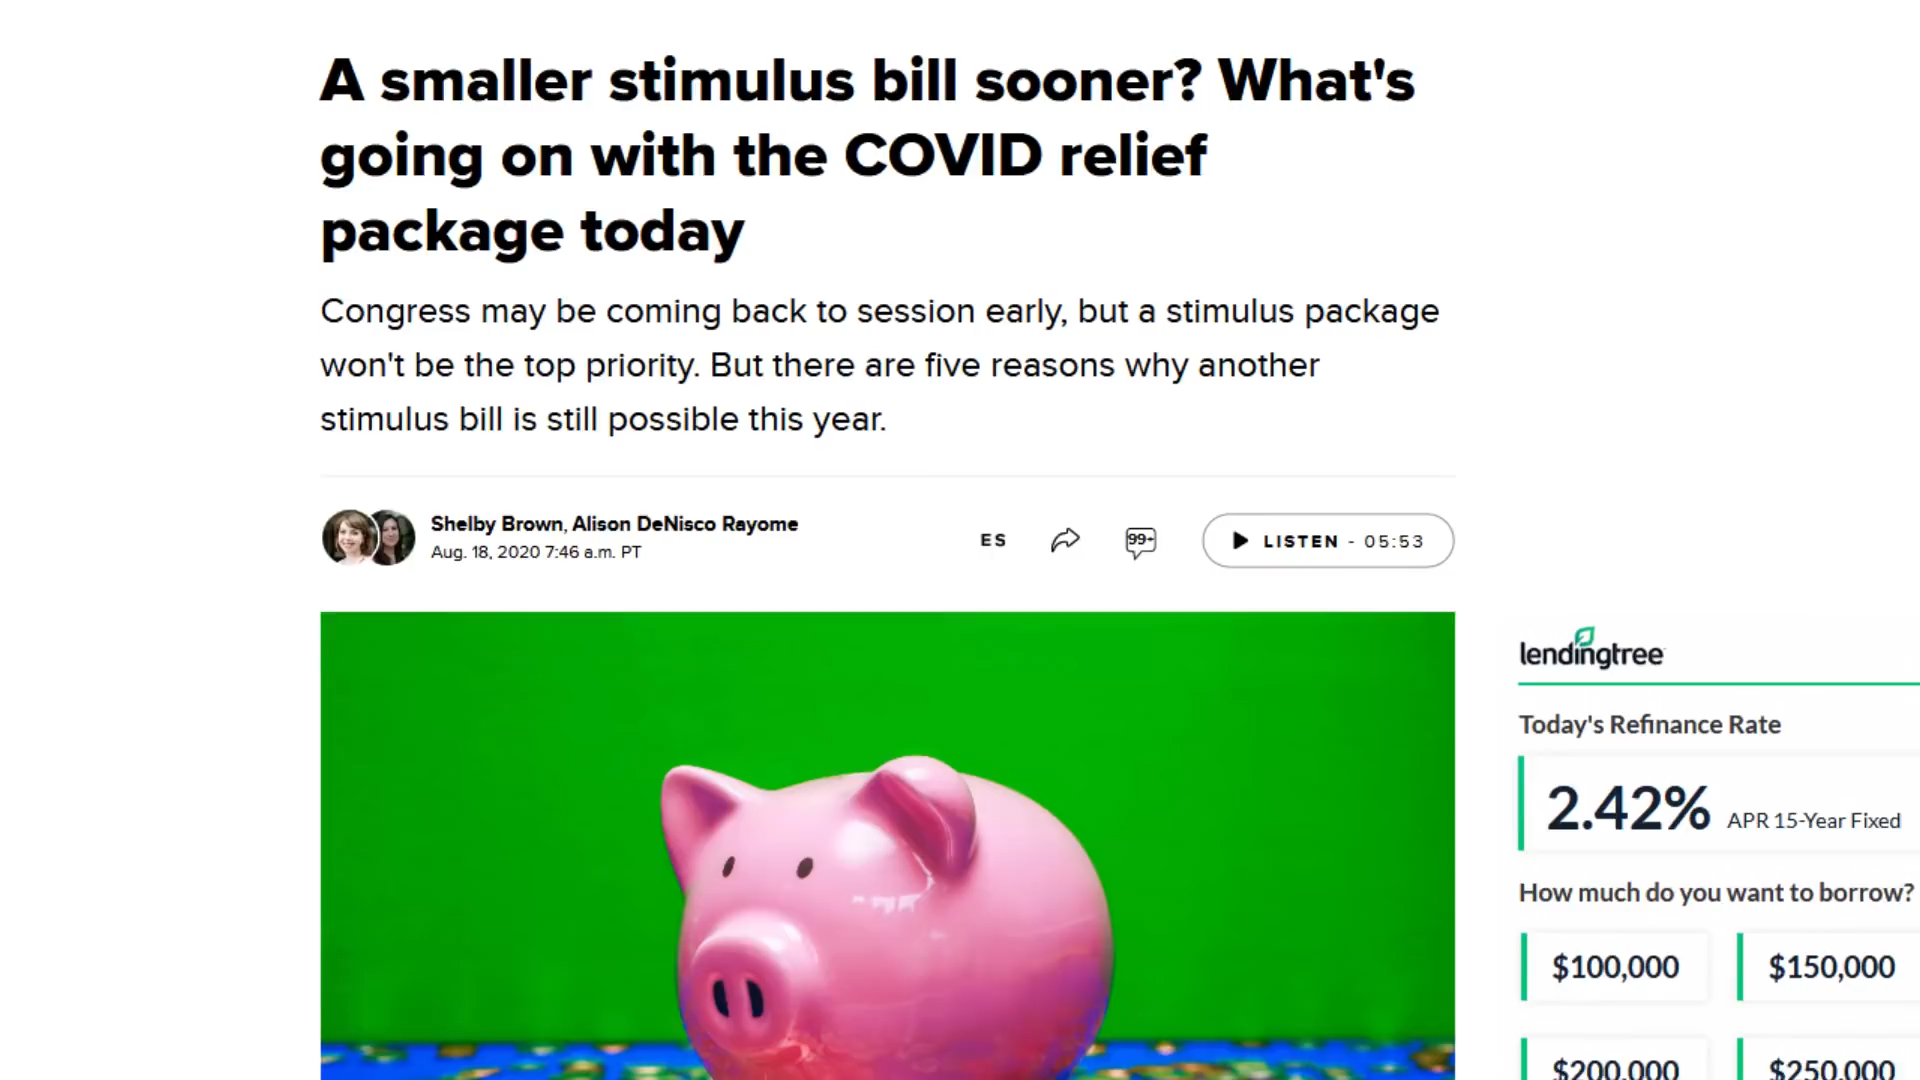 A smaller stimulus bill sooner? What's
going on with the COVID relief
package today
Congress may be coming back to session early, but a stimulus package
won't be the top priority. But there are five reasons why another
stimulus bill is still possible this year.
Shelby Brown, Alison DeNisco Rayome
Aug. 18, 2020 7:46 a.m. PT
ES
99+
LISTEN - 05:53
lendingtree
Today's Refinance Rate
2.42% APR 15-Year Fixed
How much do you want to borrow?
$100,000 $150,000
$200,000 $250,000